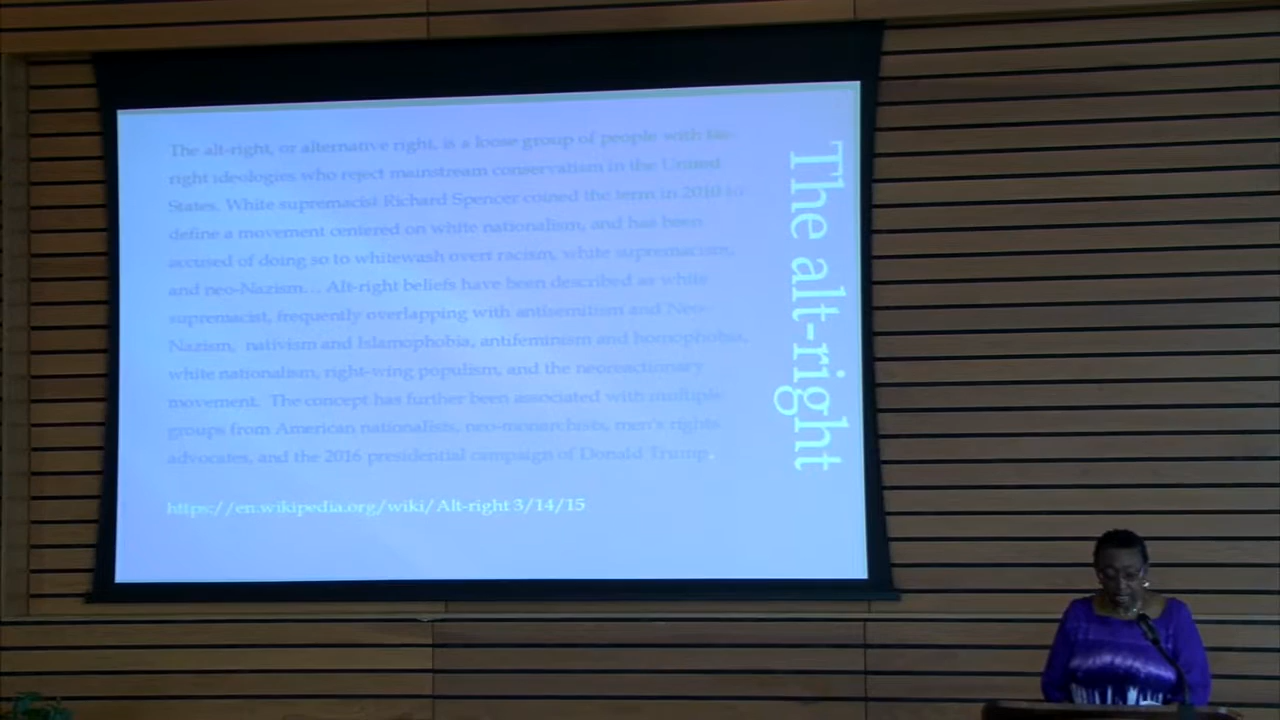 The alt-right, or alternative right, is a loose group of people with far-
right ideologies who reject mainstream conservatism in the United
States. White supremacist Richard Spencer coined the term in 2010 to
define a movement centered on white nationalism, and has been
accused of doing so to whitewash overt racism, white supremacism,
and neo-Nazism… Alt-right beliefs have been described as white
supremacist, frequently overlapping with antisemitism and Neo-
Nazism, nativism and Islamophobia, antifeminism and homophobia,
white nationalism, right-wing populism, and the neoreactionary
movement. The concept has further been associated with multiple
groups from American nationalists, neo-monarchists, men's rights
advocates, and the 2016 presidential campaign of Donald Trump.
https://en.wikipedia.org/wiki/Alt-right 3/14/15
The alt-right